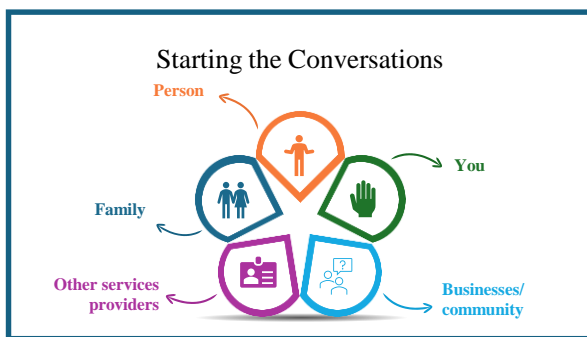 Starting the Conversations
Person
You
Family
Other services
providers
?
Businesses/
community